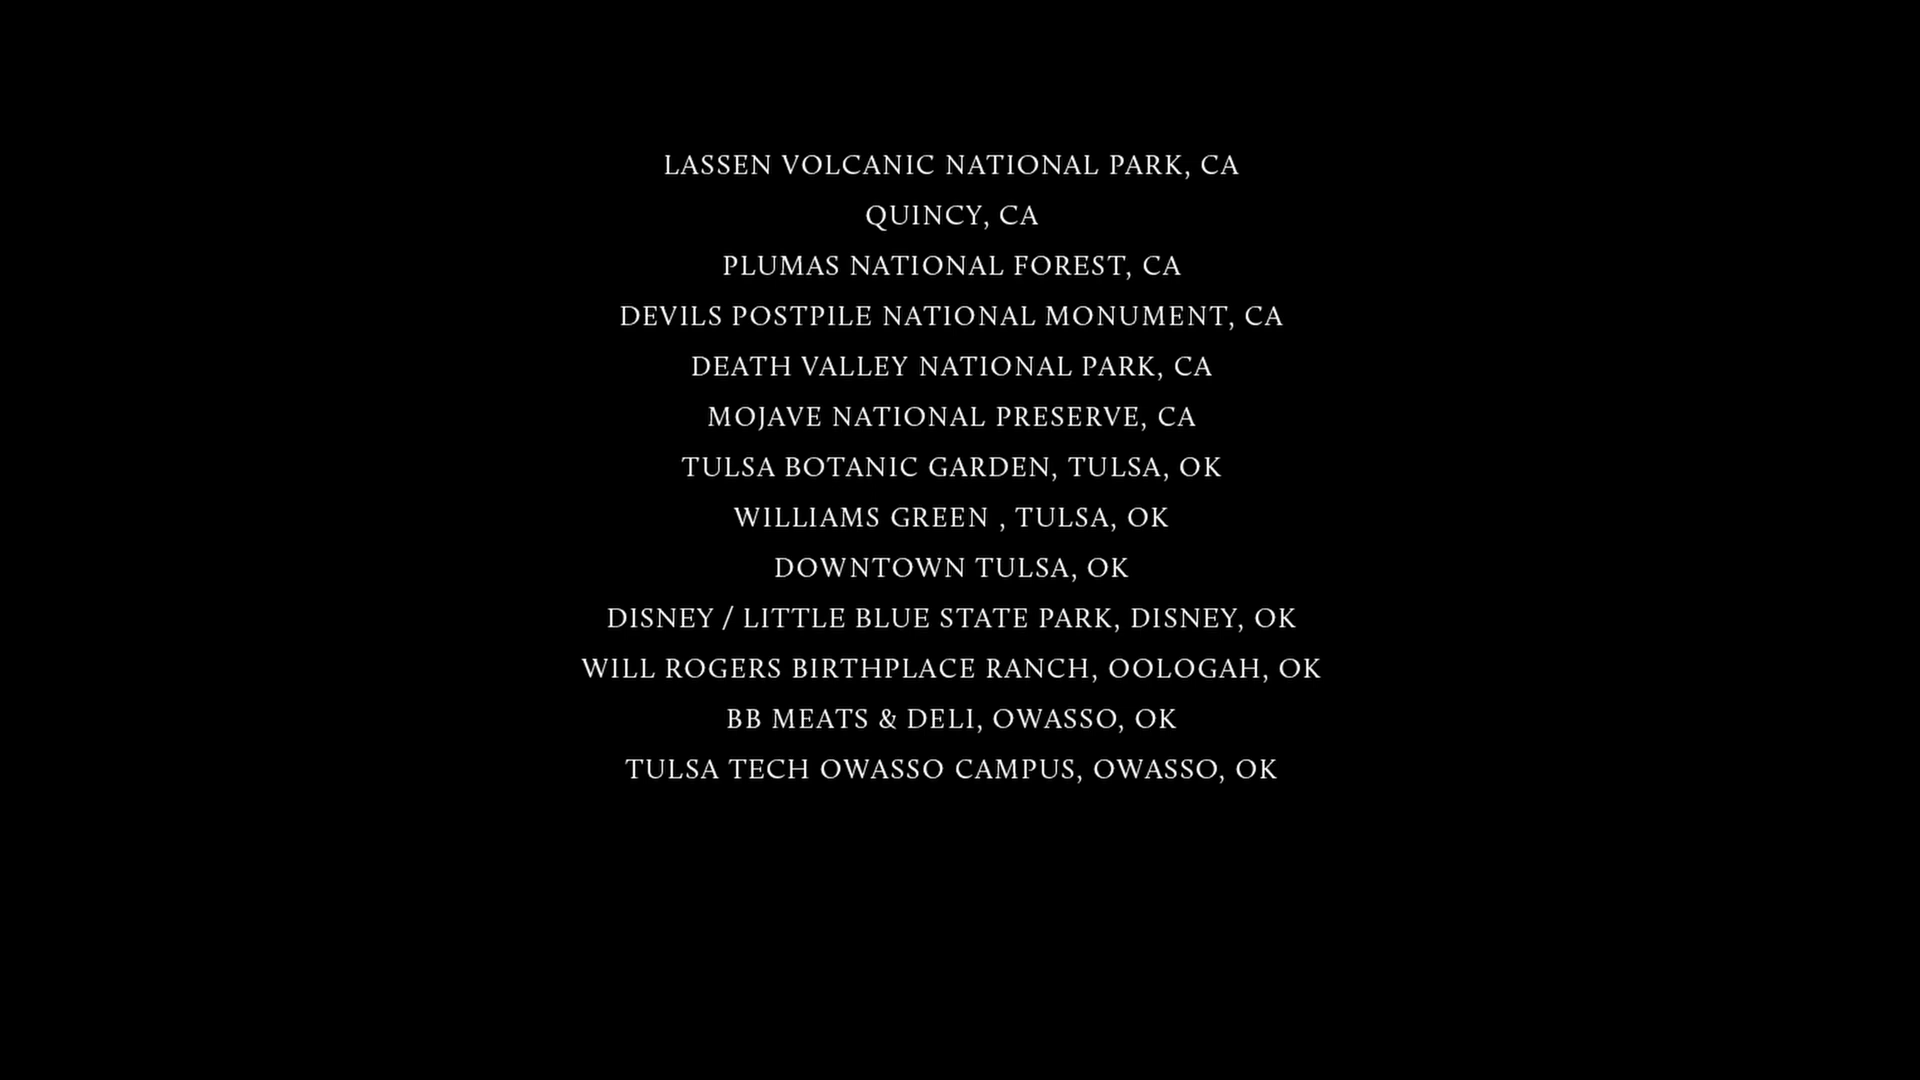 LASSEN VOLCANIC NATIONAL PARK, CA
QUINCY, CA
PLUMAS NATIONAL FOREST, CA
DEVILS POSTPILE NATIONAL MONUMENT, CA
DEATH VALLEY NATIONAL PARK, CA
MOJAVE NATIONAL PRESERVE, CA
TULSA BOTANIC GARDEN, TULSA, OK
WILLIAMS GREEN , TULSA, OK
DOWNTOWN TULSA, OK
DISNEY / LITTLE BLUE STATE PARK, DISNEY, OK
WILL ROGERS BIRTHPLACE RANCH, OOLOGAH, OK
BB MEATS & DELI, OWASSO, OK
TULSA TECH OWASSO CAMPUS, OWASSO, OK